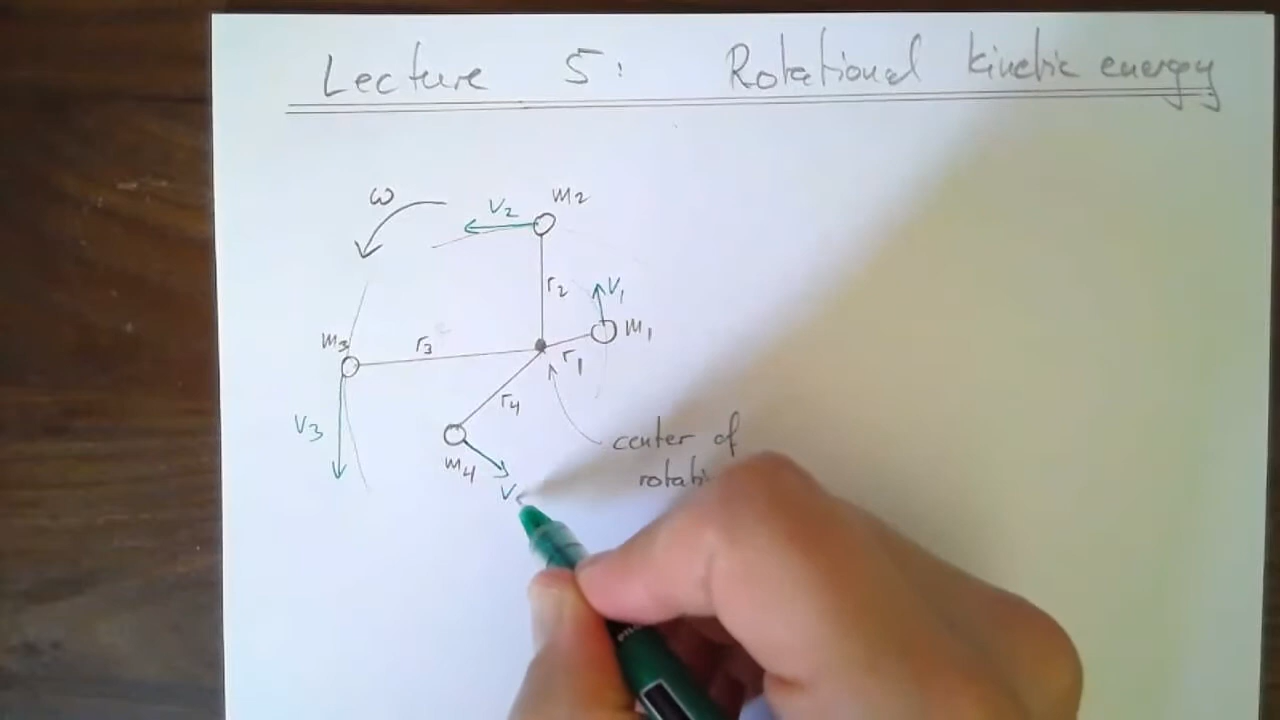 Lecture 5: Rotational kinetic energy
ω
m2
v2
r2
v1
m1
m3
r3
r1
r4
v3
center of
m4
v